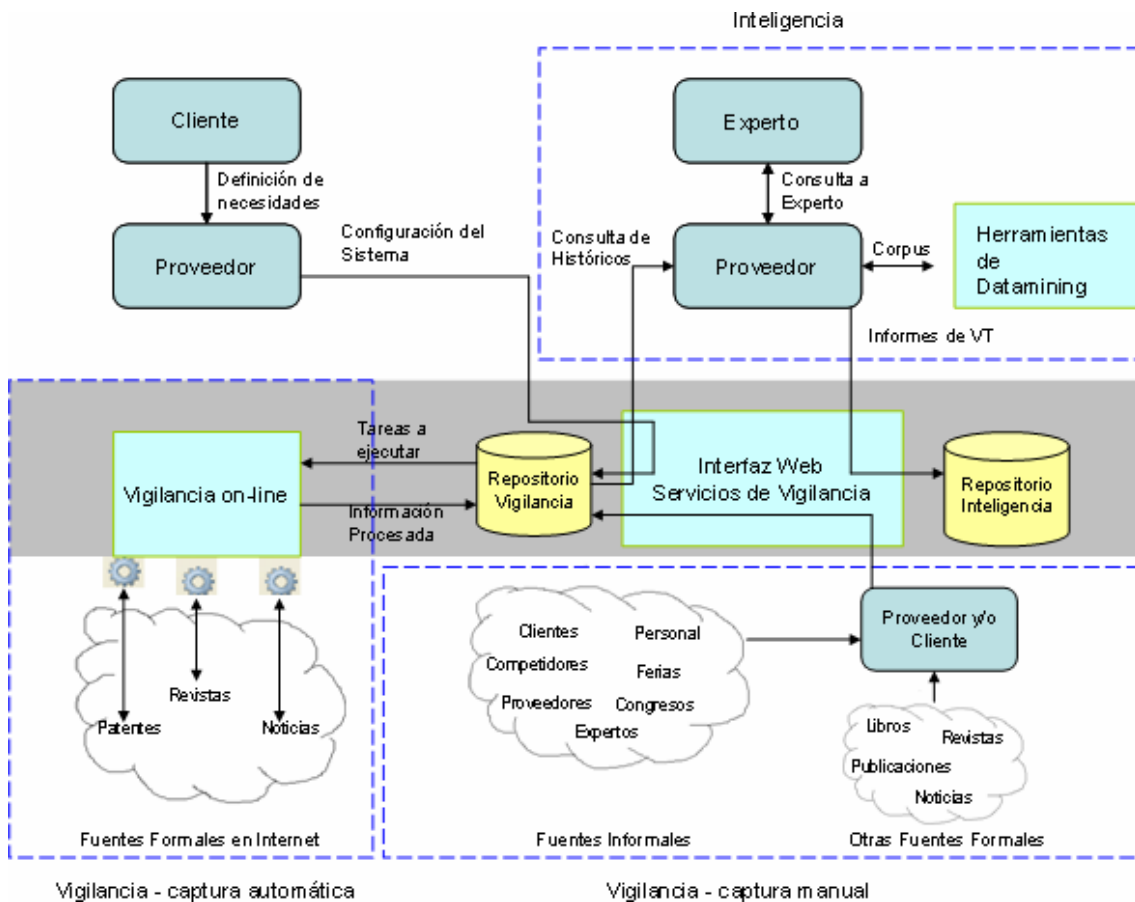 Inteligencia
Cliente
Experto
Definición de
necesidades
Consulta a
Experto
Proveedor
Configuración del
Sistema
Consulta de
Históricos
Proveedor
Corpus
Herramientas
de
Datamining
Informes de VT
Tareas a
ejecutar
Vigilancia on-line
Información
Procesada
Repositorio
Vigilancia
Interfaz Web
Servicios de Vigilancia
Repositorio
Inteligencia
Patentes
Revistas
Noticias
Fuentes Formales en Internet
Clientes
Personal
Competidores
Ferias
Proveedores
Congresos
Expertos
Fuentes Informales
Proveedor y/o
Cliente
Libros
Revistas
Publicaciones
Noticias
Otras Fuentes Formales
Vigilancia - captura automática
Vigilancia - captura manual